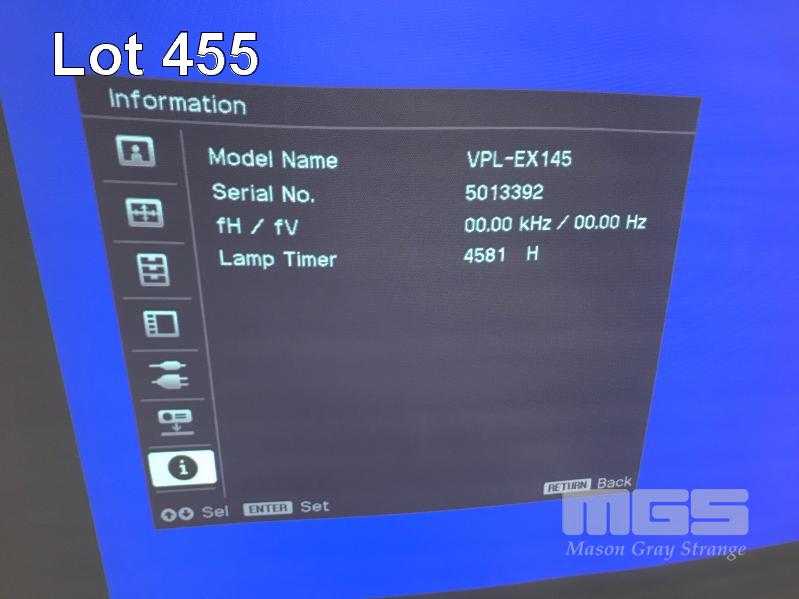 Lot 455
Information
Model Name VPL-EX145
Serial No. 5013392
fH / fV 00.00 kHz / 00.00 Hz
Lamp Timer 4581 H
RETURN Back
Sel ENTER Set
MGS
Mason Gray Strange